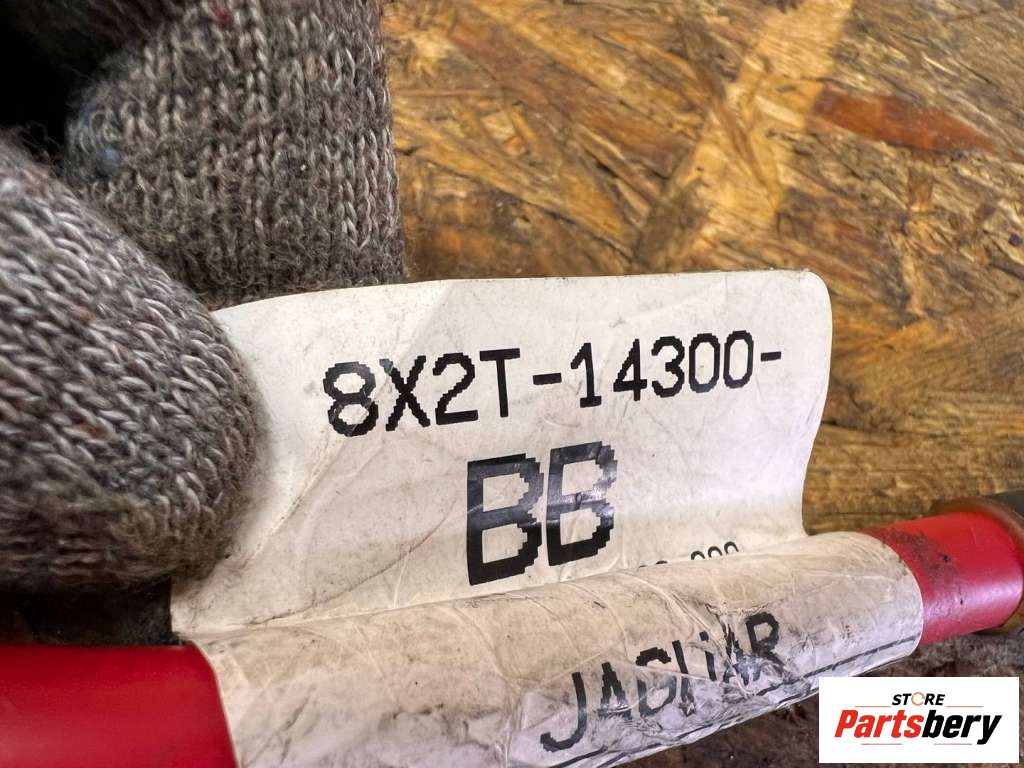 8X2T-14300-
BB
JAGUAR
STORE
Partsbery